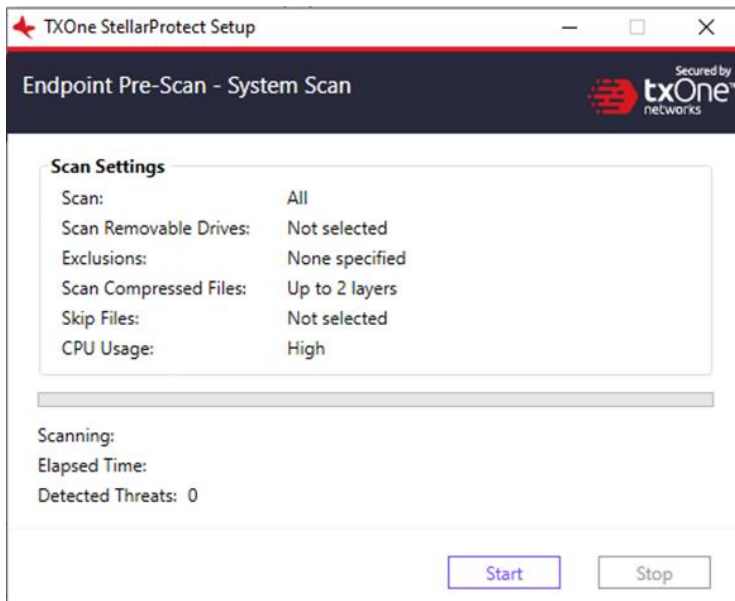 TXOne StellarProtect Setup
Endpoint Pre-Scan - System Scan
Secured by
txOne
networks
Scan Settings
Scan: All
Scan Removable Drives: Not selected
Exclusions: None specified
Scan Compressed Files: Up to 2 layers
Skip Files: Not selected
CPU Usage: High
Scanning:
Elapsed Time:
Detected Threats: 0
Start Stop